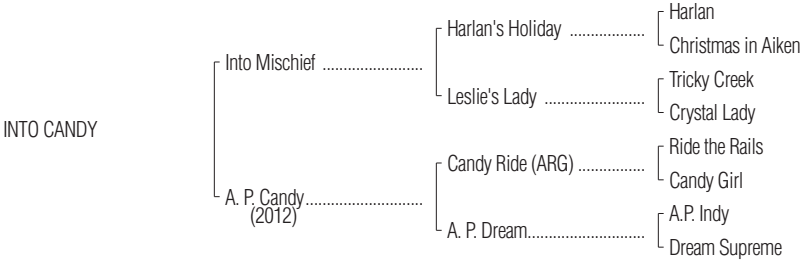 Harlan
Harlan's Holiday ..................
Christmas in Aiken
Into Mischief ........................
Tricky Creek
Leslie's Lady ........................
Crystal Lady
INTO CANDY
Ride the Rails
Candy Ride (ARG) ................
Candy Girl
A. P. Candy............................
(2012)
A.P. Indy
A. P. Dream............................
Dream Supreme